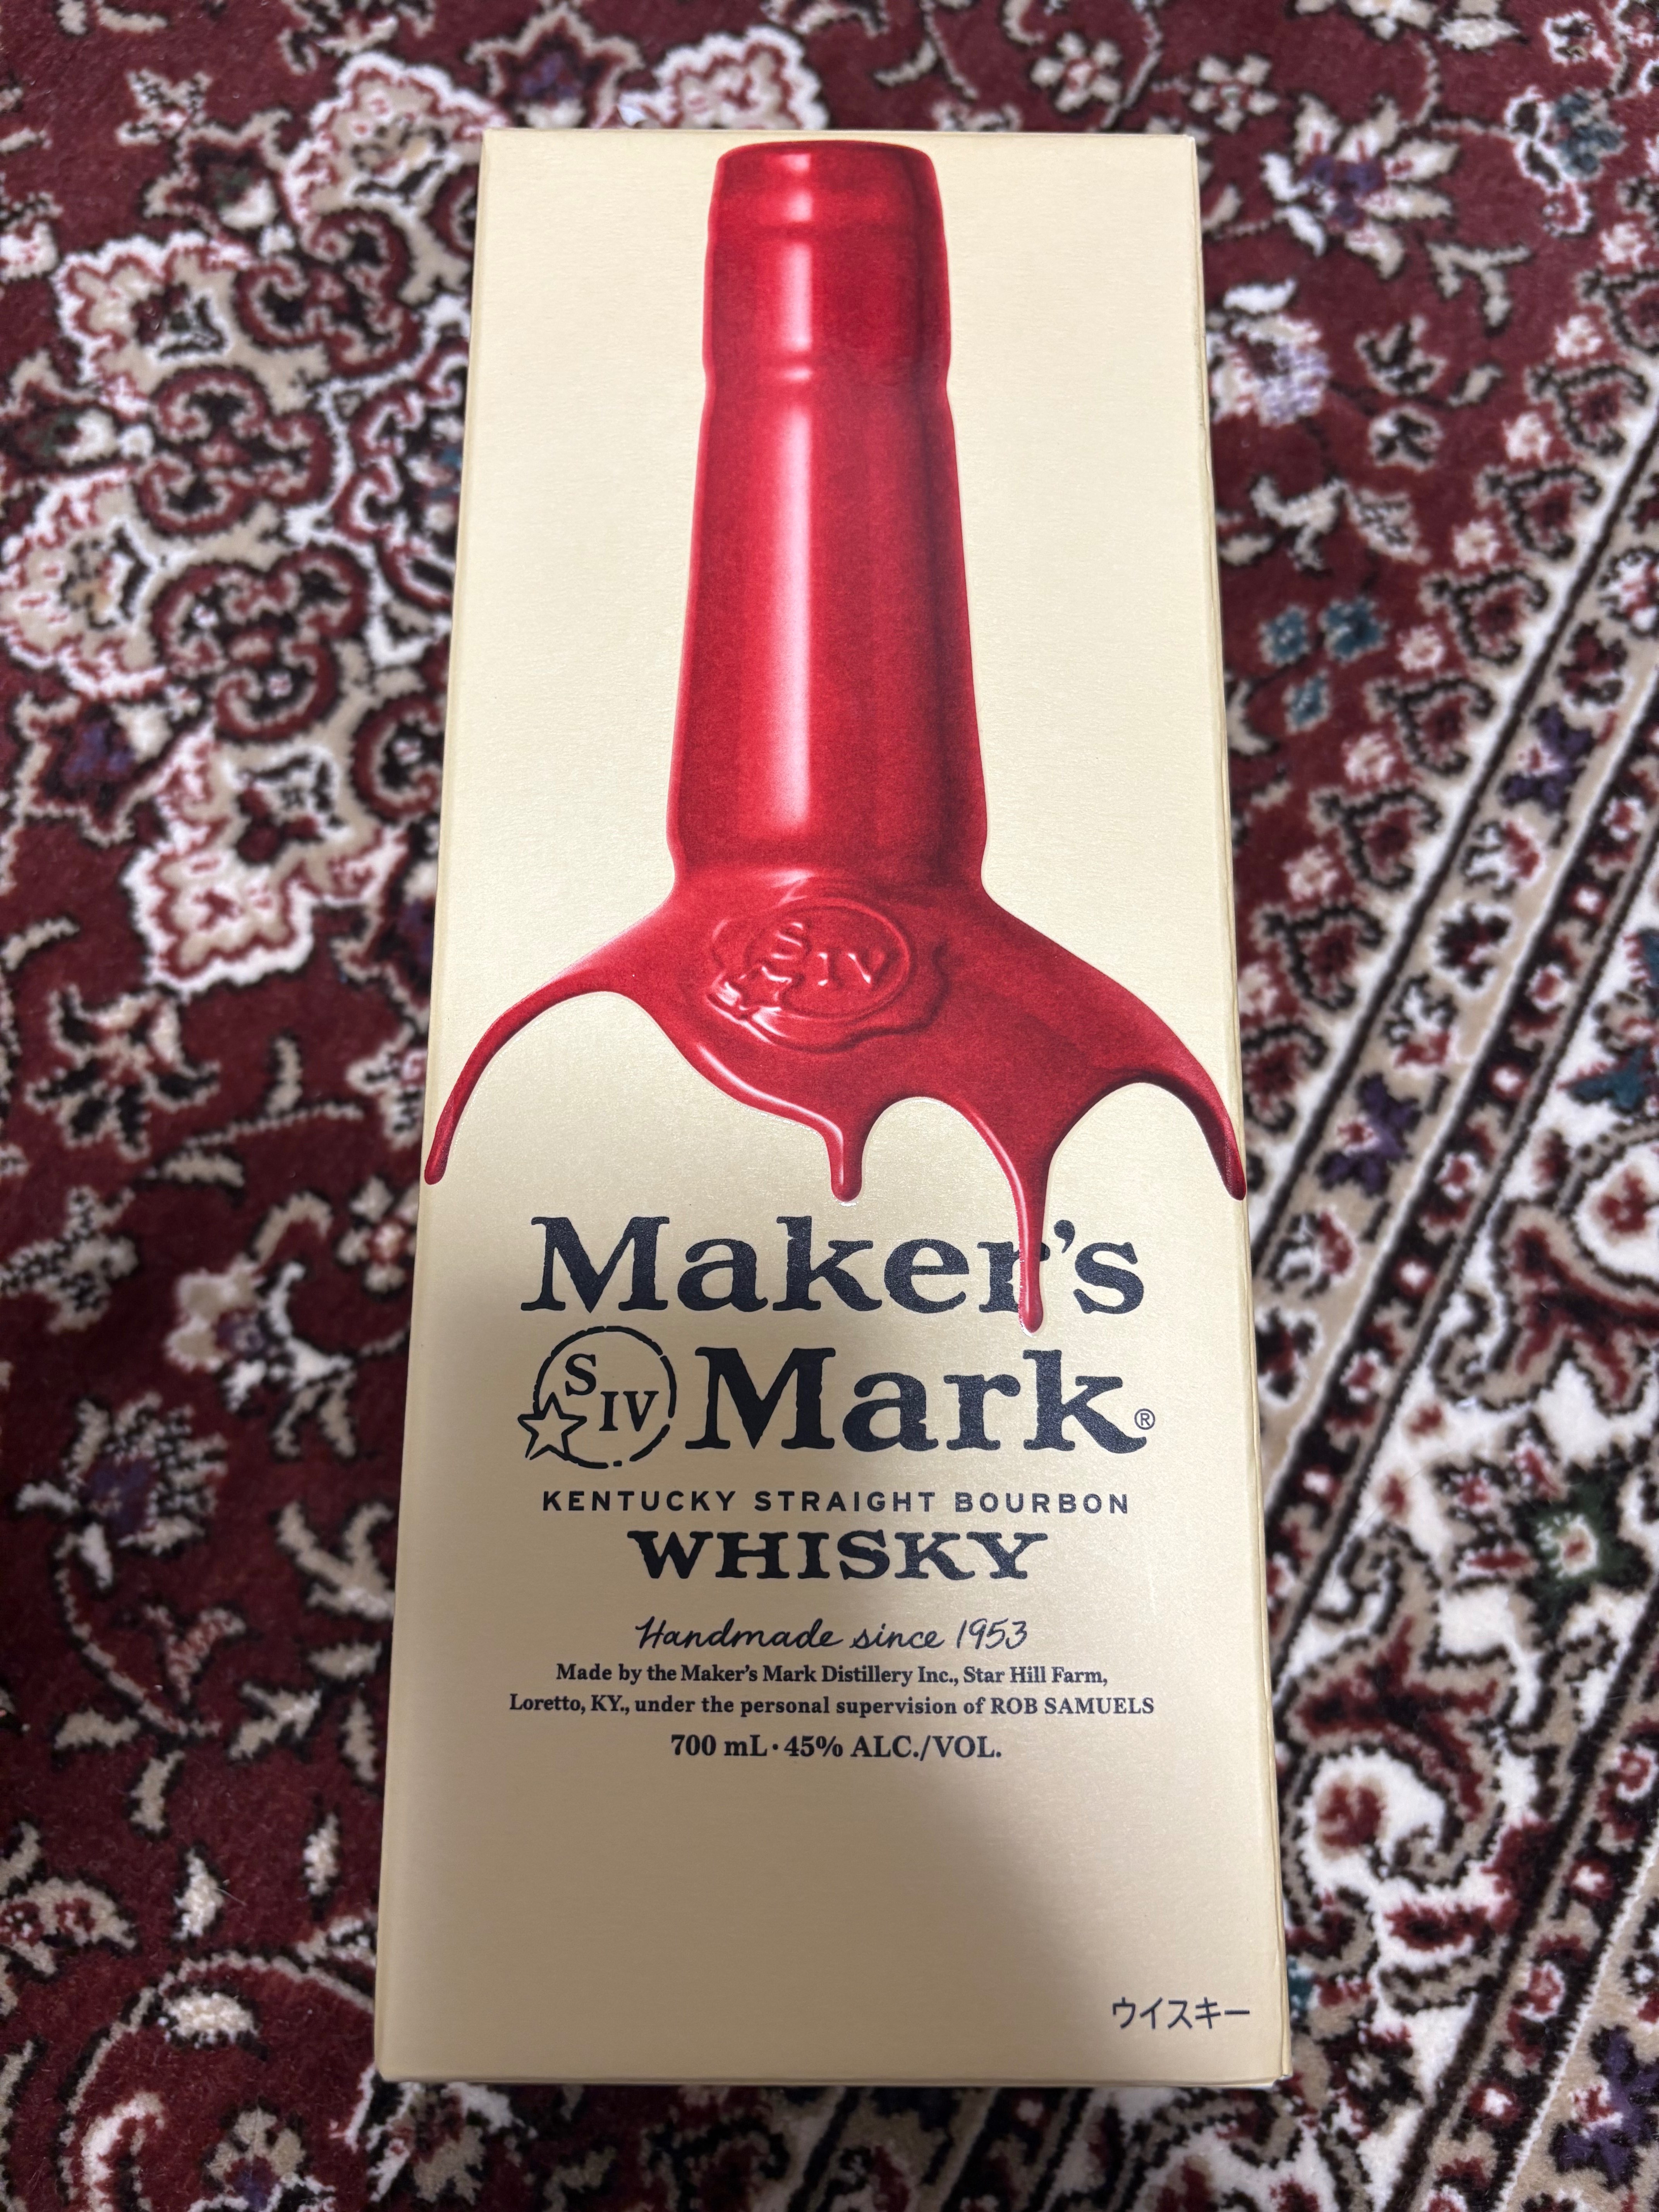 S
IV
Maker's
S
IV
Mark®
KENTUCKY STRAIGHT BOURBON
WHISKY
Handmade since 1953
Made by the Maker's Mark Distillery Inc., Star Hill Farm,
Loretto, KY., under the personal supervision of ROB SAMUELS
700 mL · 45% ALC./VOL.
ウイスキー